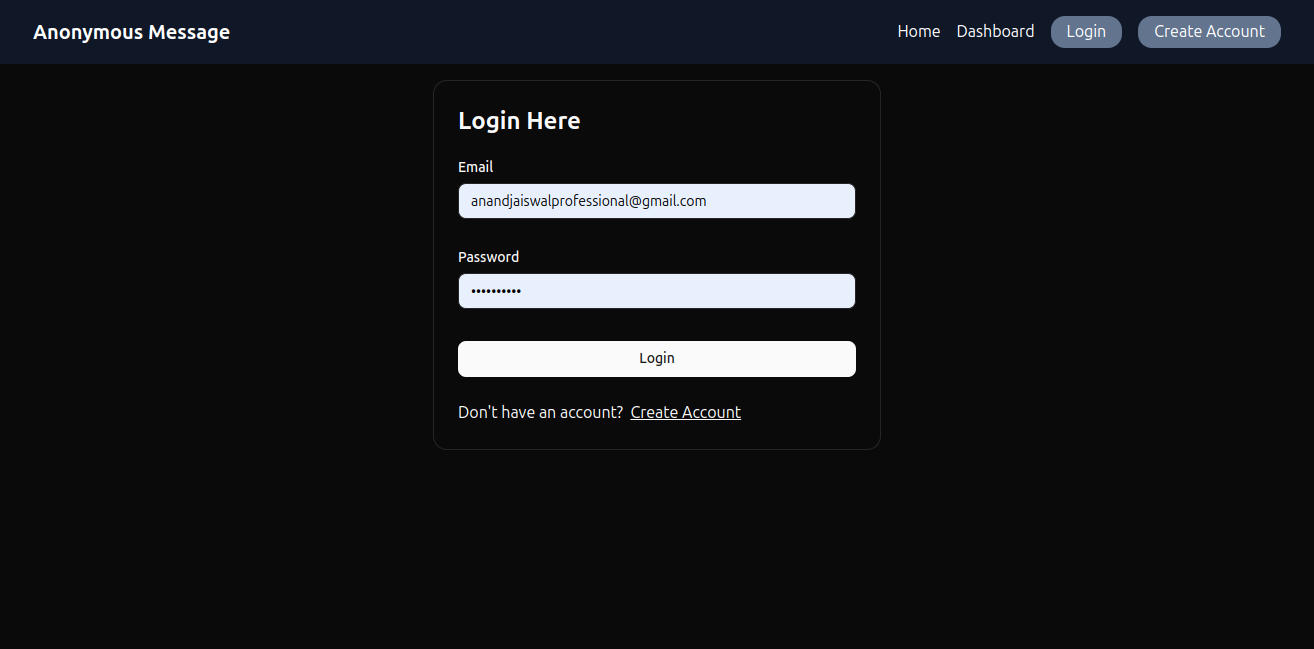 Anonymous Message
Home Dashboard Login Create Account
Login Here
Email
anandjaiswalprofessional@gmail.com
Password
••••••••••
Login
Don't have an account? Create Account